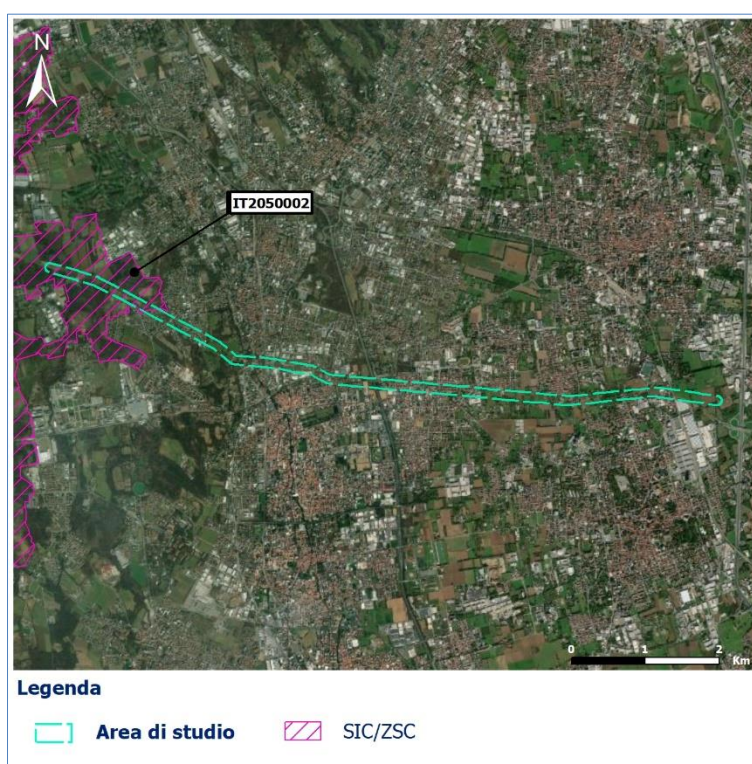 N
IT2050002
0 1 2
Km
Legenda
Area di studio
SIC/ZSC